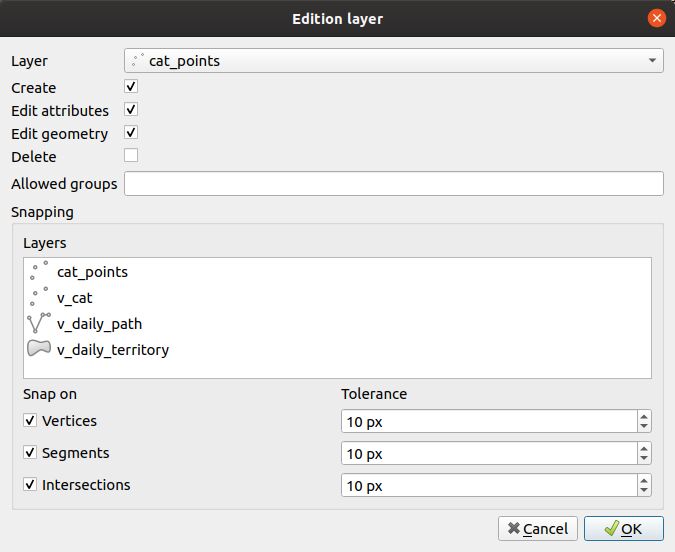 Edition layer
Layer cat_points
Create
Edit attributes
Edit geometry
Delete
Allowed groups
Snapping
Layers
cat_points
v_cat
v_daily_path
v_daily_territory
Snap on Tolerance
Vertices 10 px
Segments 10 px
Intersections 10 px
Cancel OK